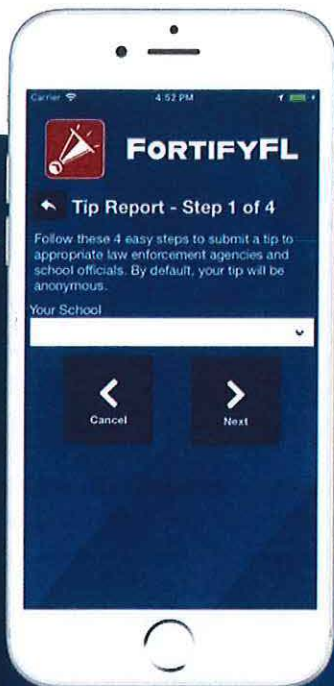 Carrier 4:52 PM
FORTIFYFL
Tip Report - Step 1 of 4
Follow these 4 easy steps to submit a tip to
appropriate law enforcement agencies and
school officials. By default, your tip will be
anonymous.
Your School
Cancel Next